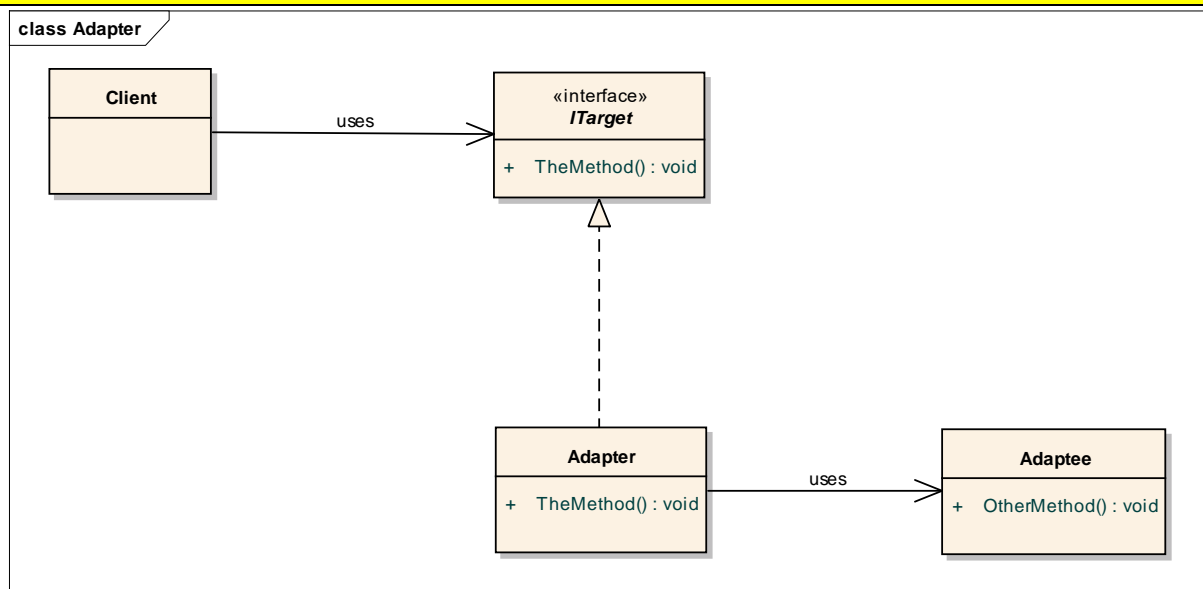 class Adapter
Client
uses
«interface»
ITarget
+ TheMethod() : void
Adapter
+ TheMethod() : void
uses
Adaptee
+ OtherMethod() : void